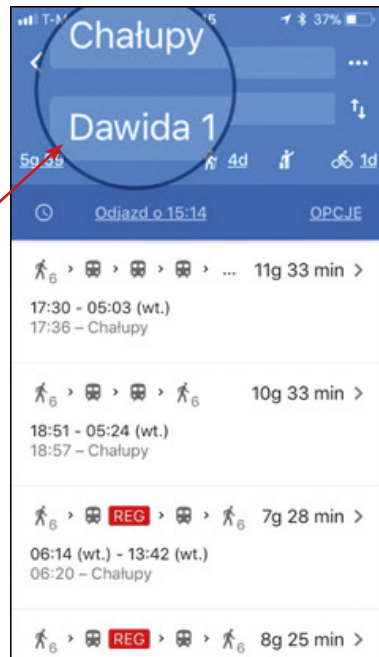 T-M 5 37%
Chałupy
Dawida 1
5g 4d 1d
Odjazd o 15:14 OPCJE
6 ... 11g 33 min >
17:30 - 05:03 (wt.)
17:36 – Chałupy
6 6 10g 33 min >
18:51 - 05:24 (wt.)
18:57 – Chałupy
6 REG 6 7g 28 min >
06:14 (wt.) - 13:42 (wt.)
06:20 – Chałupy
6 REG 6 8g 25 min >